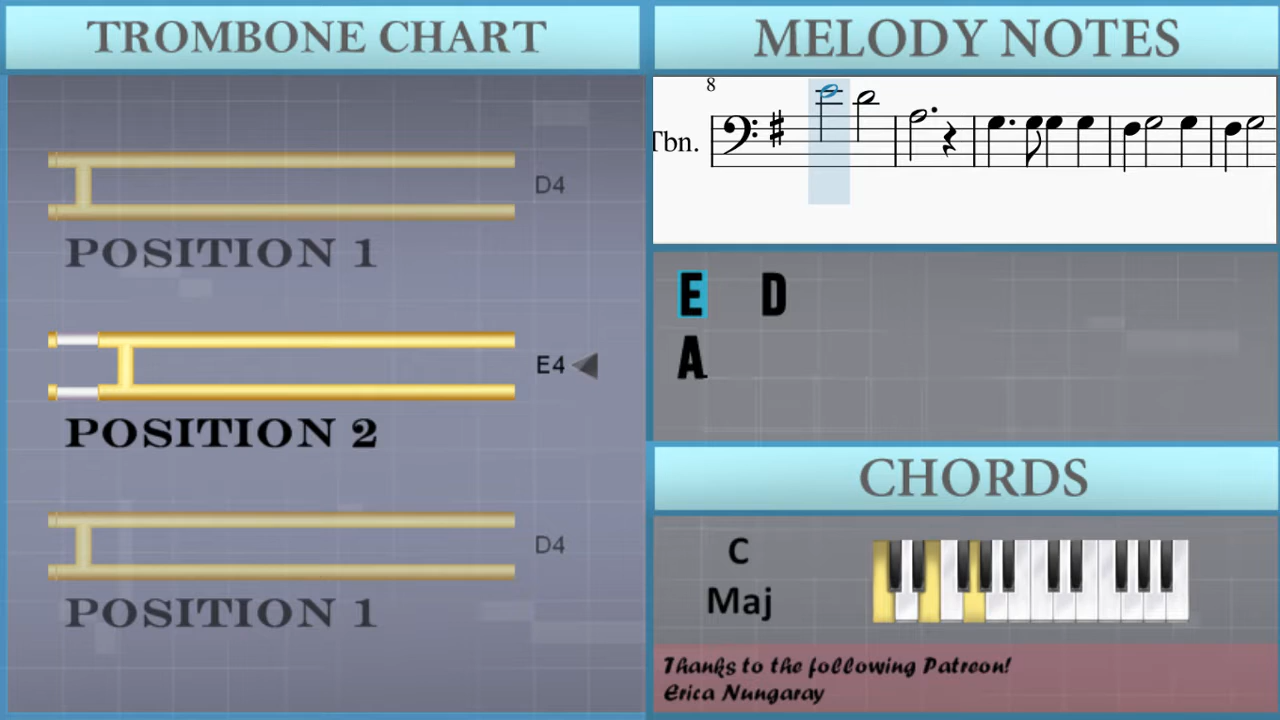 TROMBONE CHART
D4
POSITION 1
E4
POSITION 2
D4
POSITION 1
MELODY NOTES
8
Tbn.
E D
A
CHORDS
C
Maj
Thanks to the following Patreon!
Erica Nungaray